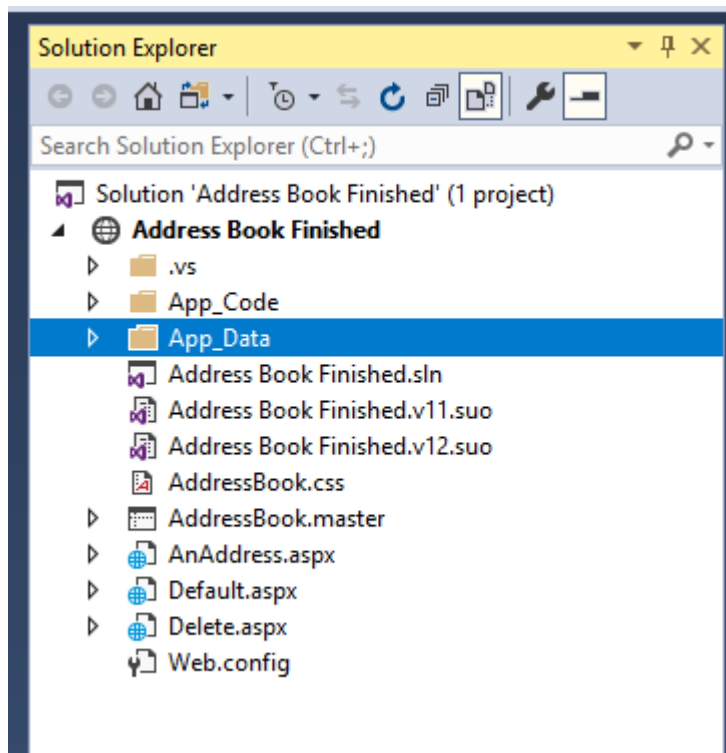 Solution Explorer
Search Solution Explorer (Ctrl+;)
Solution 'Address Book Finished' (1 project)
Address Book Finished
.vs
App_Code
App_Data
Address Book Finished.sln
Address Book Finished.v11.suo
Address Book Finished.v12.suo
AddressBook.css
AddressBook.master
AnAddress.aspx
Default.aspx
Delete.aspx
Web.config